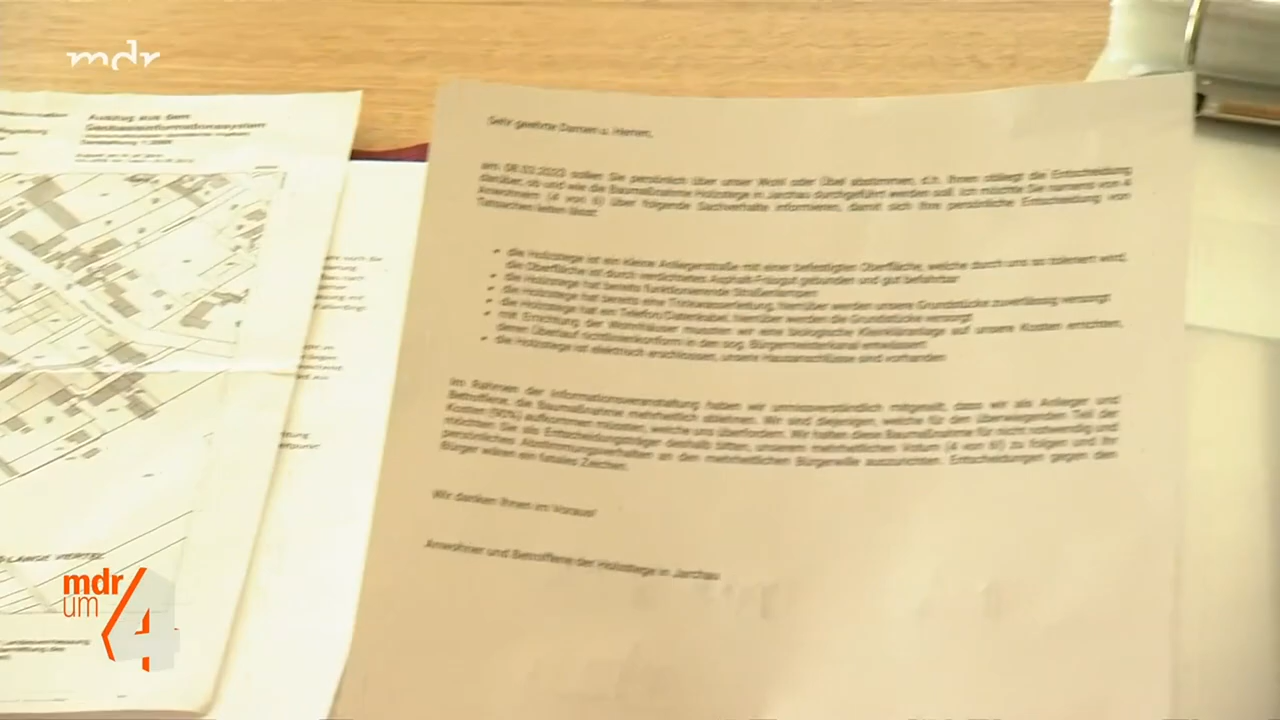 mdr
Auszug aus dem
Geobasisinformationssystem
Sehr geehrte Damen u. Herren,
am 08.03.2023 sollen Sie persönlich über unser Wohl oder Übel abstimmen, d.h. Ihnen obliegt die Entscheidung
darüber, ob und wie die Baumaßnahme Holzstege in Jarchau durchgeführt werden soll. Ich möchte Sie namens von 4
Anwohnern (4 von 6) über folgende Sachverhalte informieren, damit sich Ihre persönliche Entscheidung von
Tatsachen leiten lässt:
• die Holzstege ist ein kleine Anliegerstraße mit einer befestigten Oberfläche, welche durch uns so toleriert wird,
die Oberfläche ist durch verdichtetes Asphalt-Fräsgut gebunden und gut befahrbar
• die Holzstege hat bereits funktionierende Straßenlampen
• die Holzstege hat bereits eine Trinkwasserleitung, hierrüber werden unsere Grundstücke zuverlässig versorgt
• die Holzstege hat ein Telefon/Datenkabel, hierrüber werden die Grundstücke versorgt
• mit Errichtung der Wohnhäuser mussten wir eine biologische Kleinkläranlage auf unsere Kosten errichten,
deren Überlauf richtlinienkonform in den sog. Bürgermeisterkanal entwässert
• die Holzstege ist elektrisch erschlossen, unsere Hausanschlüsse sind vorhanden
Im Rahmen der Informationsveranstaltung haben wir unmissverständlich mitgeteilt, dass wir als Anlieger und
Betroffene, die Baumaßnahme mehrheitlich ablehnen. Wir sind diejenigen, welche für den überwiegenden Teil der
Kosten (90%) aufkommen müssten, welche uns überfordern. Wir halten diese Baumaßnahme für nicht notwendig und
möchten Sie als Entscheidungsträger deshalb bitten, unserem mehrheitlichen Votum (4 von 6!) zu folgen und Ihr
persönliches Abstimmungsverhalten an den mehrheitlichen Bürgerwille auszurichten. Entscheidungen gegen den
Bürger wären ein fatales Zeichen.
Wir danken Ihnen im Voraus!
Anwohner und Betroffene der Holzstege in Jarchau
LANGE VIERTEL
mdr
um
4